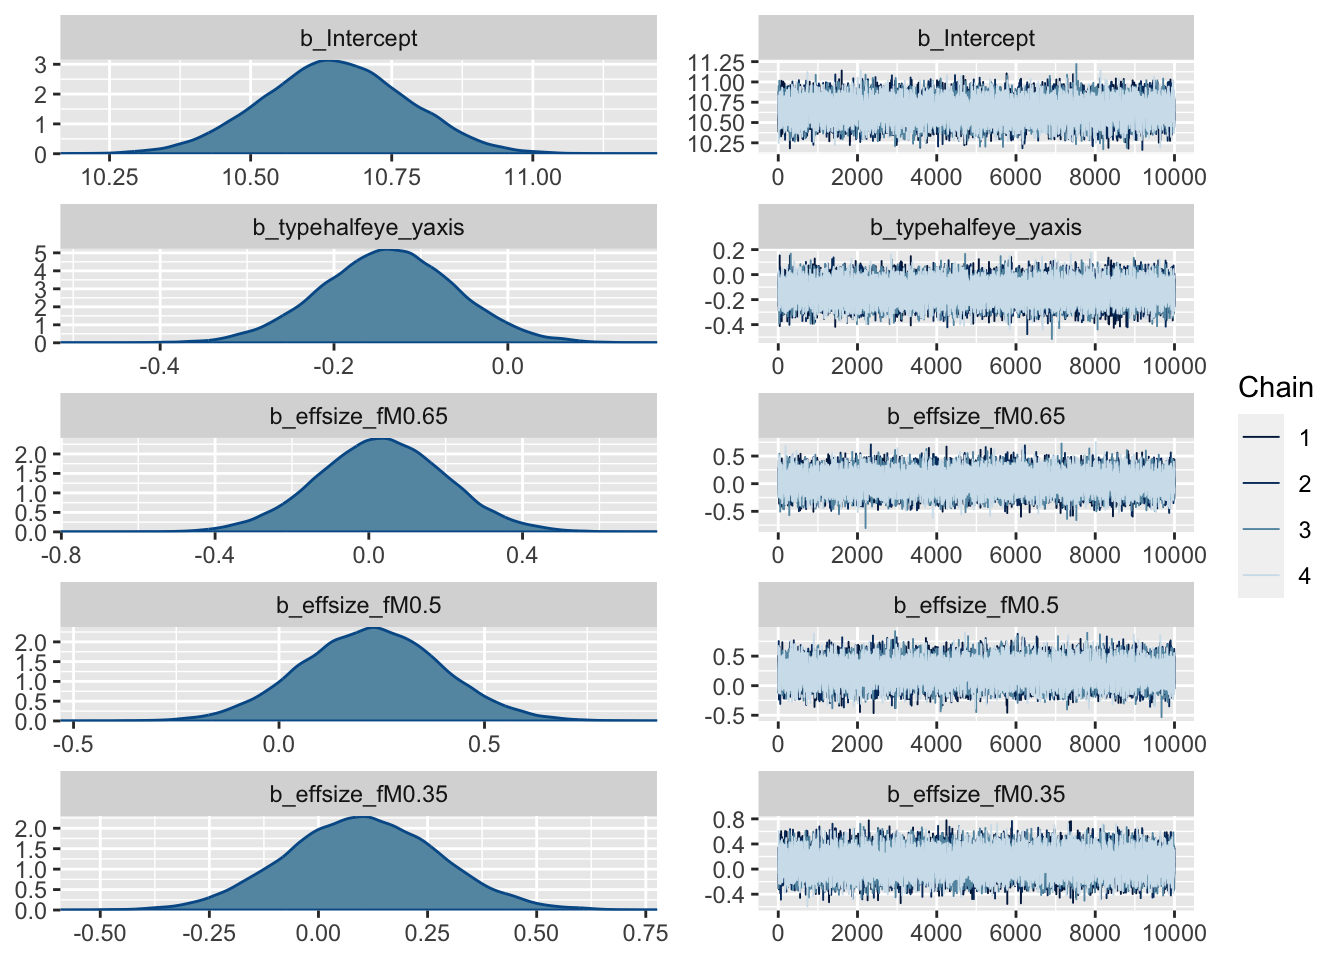 b_Intercept
3
2
1
0
10.25 10.50 10.75 11.00
b_Intercept
11.25
11.00
10.75
10.50
10.25
0 2000 4000 6000 8000 10000
b_typehalfeye_yaxis
5
4
3
2
1
0
-0.4 -0.2 0.0
b_typehalfeye_yaxis
0.2
0.0
-0.2
-0.4
0 2000 4000 6000 8000 10000
b_effsize_fM0.65
2.0
1.5
1.0
0.5
0.0
-0.8 -0.4 0.0 0.4
b_effsize_fM0.65
0.5
0.0
-0.5
0 2000 4000 6000 8000 10000
b_effsize_fM0.5
2.0
1.5
1.0
0.5
0.0
-0.5 0.0 0.5
b_effsize_fM0.5
0.5
0.0
-0.5
0 2000 4000 6000 8000 10000
b_effsize_fM0.35
2.0
1.5
1.0
0.5
0.0
-0.50 -0.25 0.00 0.25 0.50 0.75
b_effsize_fM0.35
0.8
0.4
0.0
-0.4
0 2000 4000 6000 8000 10000
Chain
1
2
3
4